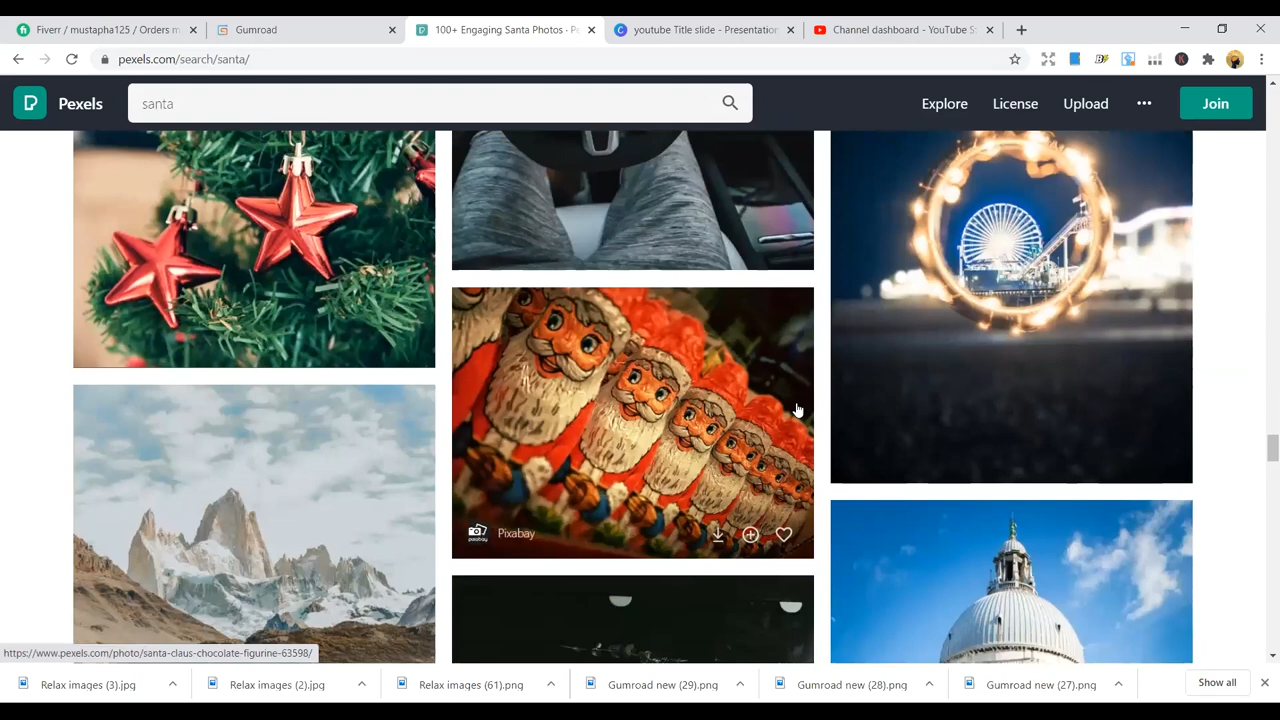 Fiverr / mustapha125 / Orders m
Gumroad
100+ Engaging Santa Photos · Pe
youtube Title slide - Presentation
Channel dashboard - YouTube St
pexels.com/search/santa/
Pexels
santa
Explore
License
Upload
Join
Pixabay
https://www.pexels.com/photo/santa-claus-chocolate-figurine-63598/
Relax images (3).jpg
Relax images (2).jpg
Relax images (61).png
Gumroad new (29).png
Gumroad new (28).png
Gumroad new (27).png
Show all